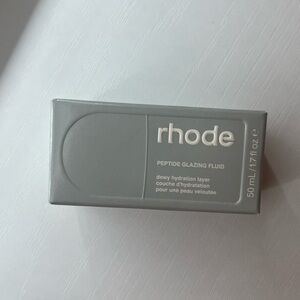 rhode
PEPTIDE GLAZING FLUID
dewy hydration layer
couche d'hydratation
pour une peau veloutée
50 mL / 1.7 fl oz ℮